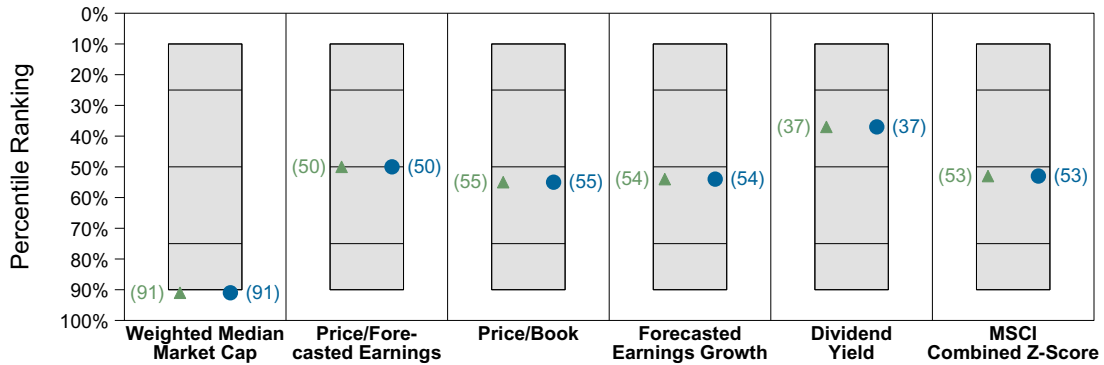 Percentile Ranking
0%
10%
20%
30%
40%
50%
60%
70%
80%
90%
100%
(91) (91)
(50) (50)
(55) (55)
(54) (54)
(37) (37)
(53) (53)
Weighted Median
Market Cap
Price/Fore-
casted Earnings
Price/Book
Forecasted
Earnings Growth
Dividend
Yield
MSCI
Combined Z-Score